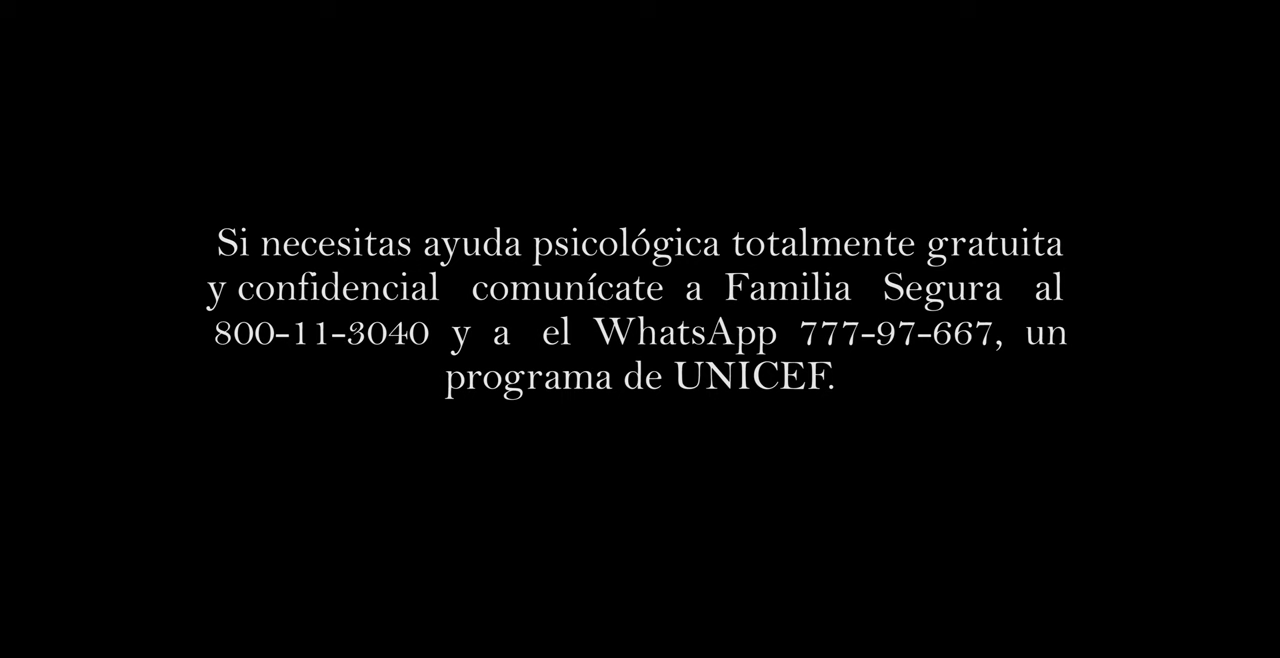 Si necesitas ayuda psicológica totalmente gratuita
y confidencial comunícate a Familia Segura al
800-11-3040 y a el WhatsApp 777-97-667, un
programa de UNICEF.